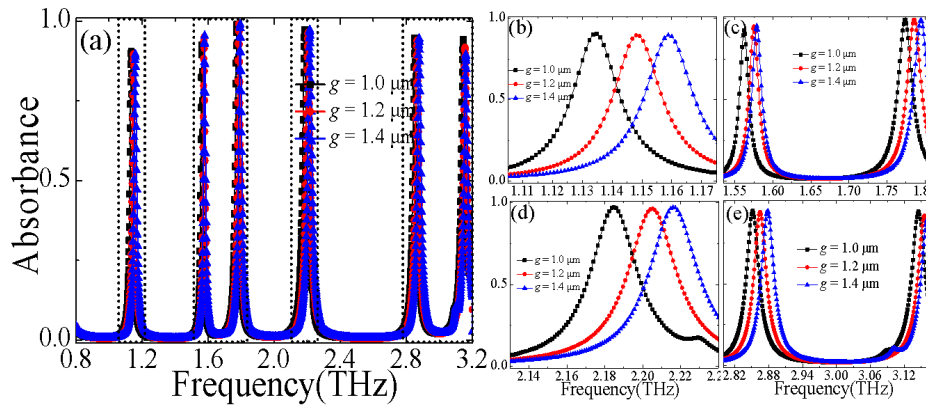 (a)
1.0
0.5
0.0
Absorbance
g = 1.0 μm
g = 1.2 μm
g = 1.4 μm
0.8 1.2 1.6 2.0 2.4 2.8 3.2
Frequency(THz)
(b)
g = 1.0 μm
g = 1.2 μm
g = 1.4 μm
1.0
0.5
0.0
1.11 1.12 1.13 1.14 1.15 1.16 1.17
(c)
g = 1.0 μm
g = 1.2 μm
g = 1.4 μm
1.55 1.60 1.65 1.70 1.75 1.8
(d)
g = 1.0 μm
g = 1.2 μm
g = 1.4 μm
1.0
0.5
0.0
2.14 2.16 2.18 2.20 2.22 2.2
Frequency(THz)
(e)
g = 1.0 μm
g = 1.2 μm
g = 1.4 μm
2.82 2.88 2.94 3.00 3.06 3.12
Frequency(THz)